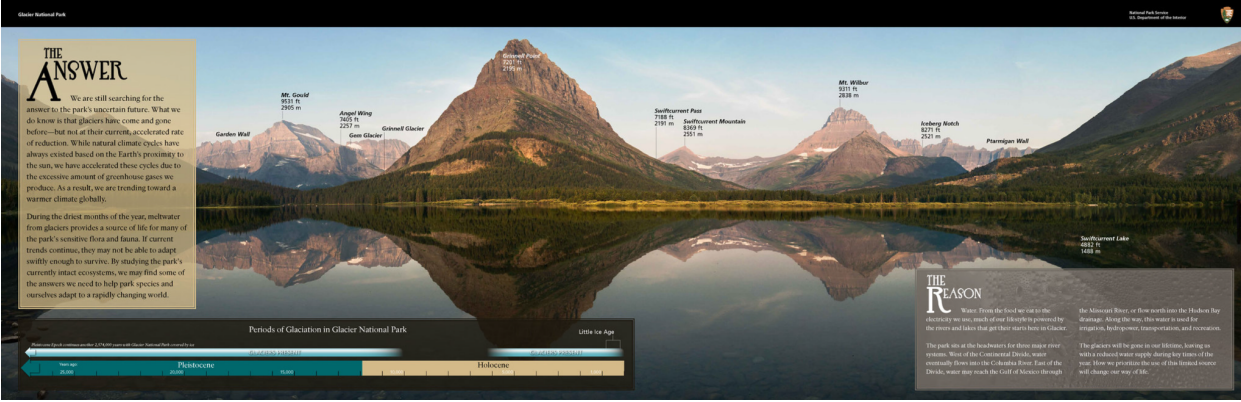 Glacier National Park
National Park Service
U.S. Department of the Interior
THE
ANSWER
We are still searching for the
answer to the park's uncertain future. What we
do know is that glaciers have come and gone
before—but not at their current, accelerated rate
of reduction. While natural climate cycles have
always existed based on the Earth's proximity to
the sun, we have accelerated these cycles due to
the excessive amount of greenhouse gases we
produce. As a result, we are trending toward a
warmer climate globally.
During the driest months of the year, meltwater
from glaciers provides a source of life for many of
the park's sensitive flora and fauna. If current
trends continue, they may not be able to adapt
swiftly enough to survive. By studying the park's
currently intact ecosystems, we may find some of
the answers we need to help park species and
ourselves adapt to a rapidly changing world.
Garden Wall
Mt. Gould
9531 ft
2905 m
Angel Wing
7405 ft
2257 m
Gem Glacier
Grinnell Glacier
Grinnell Point
7201 ft
2195 m
Swiftcurrent Pass
7188 ft
2191 m
Swiftcurrent Mountain
8369 ft
2551 m
Mt. Wilbur
9311 ft
2838 m
Iceberg Notch
8271 ft
2521 m
Ptarmigan Wall
Swiftcurrent Lake
4882 ft
1488 m
Periods of Glaciation in Glacier National Park
Little Ice Age
GLACIERS PRESENT
GLACIERS PRESENT
Years ago
Pleistocene
Holocene
25,000
20,000
15,000
THE
REASON
Water. From the food we eat to the
electricity we use, much of our lifestyle is powered by
the rivers and lakes that get their starts here in Glacier.
The park sits at the headwaters for three major river
systems. West of the Continental Divide, water
eventually flows into the Columbia River. East of the
Divide, water may reach the Gulf of Mexico through
the Missouri River, or flow north into the Hudson Bay
drainage. Along the way, this water is used for
irrigation, hydropower, transportation, and recreation.
The glaciers will be gone in our lifetime, leaving us
with a reduced water supply during key times of the
year. How we prioritize the use of this limited source
will change our way of life.